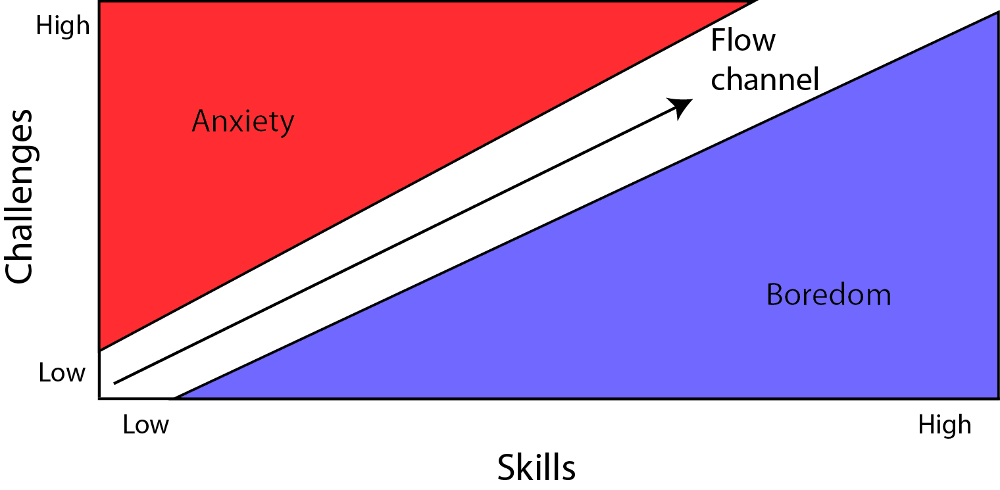 High
Flow
channel
Anxiety
Challenges
Boredom
Low
Low
High
Skills